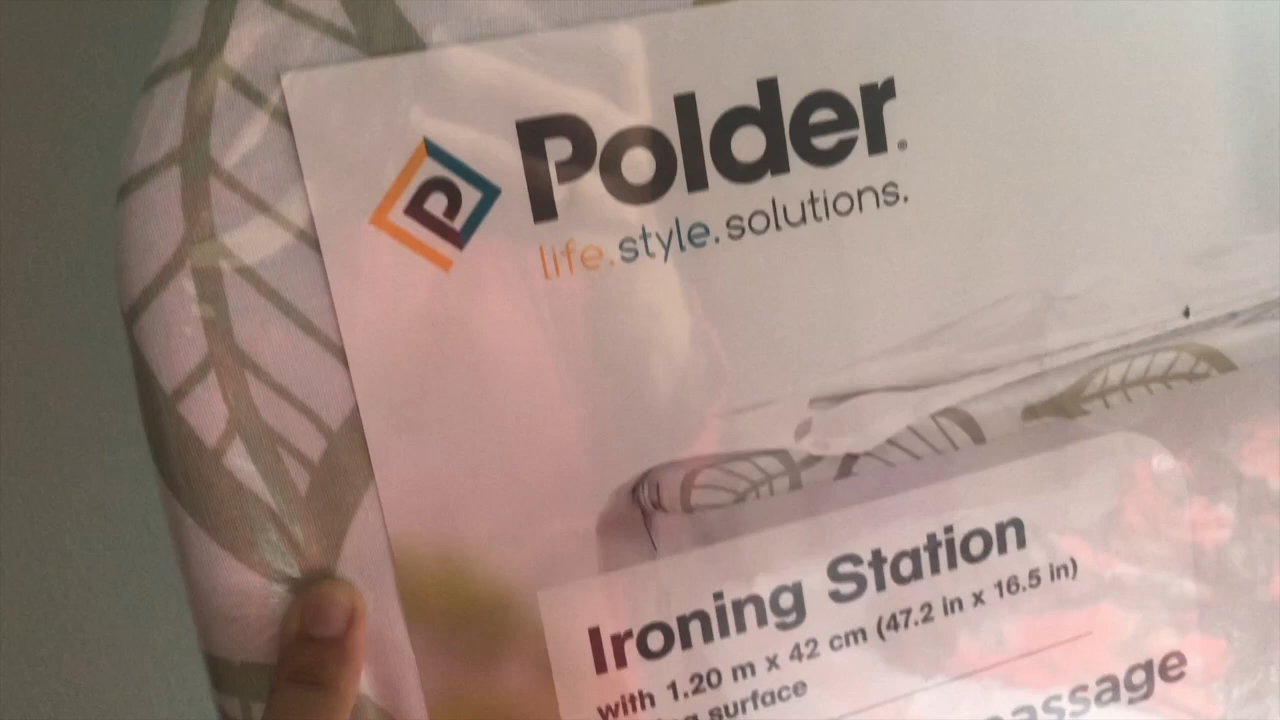 P
Polder®
life.style.solutions.
Ironing Station
with 1.20 m x 42 cm (47.2 in x 16.5 in)
surface